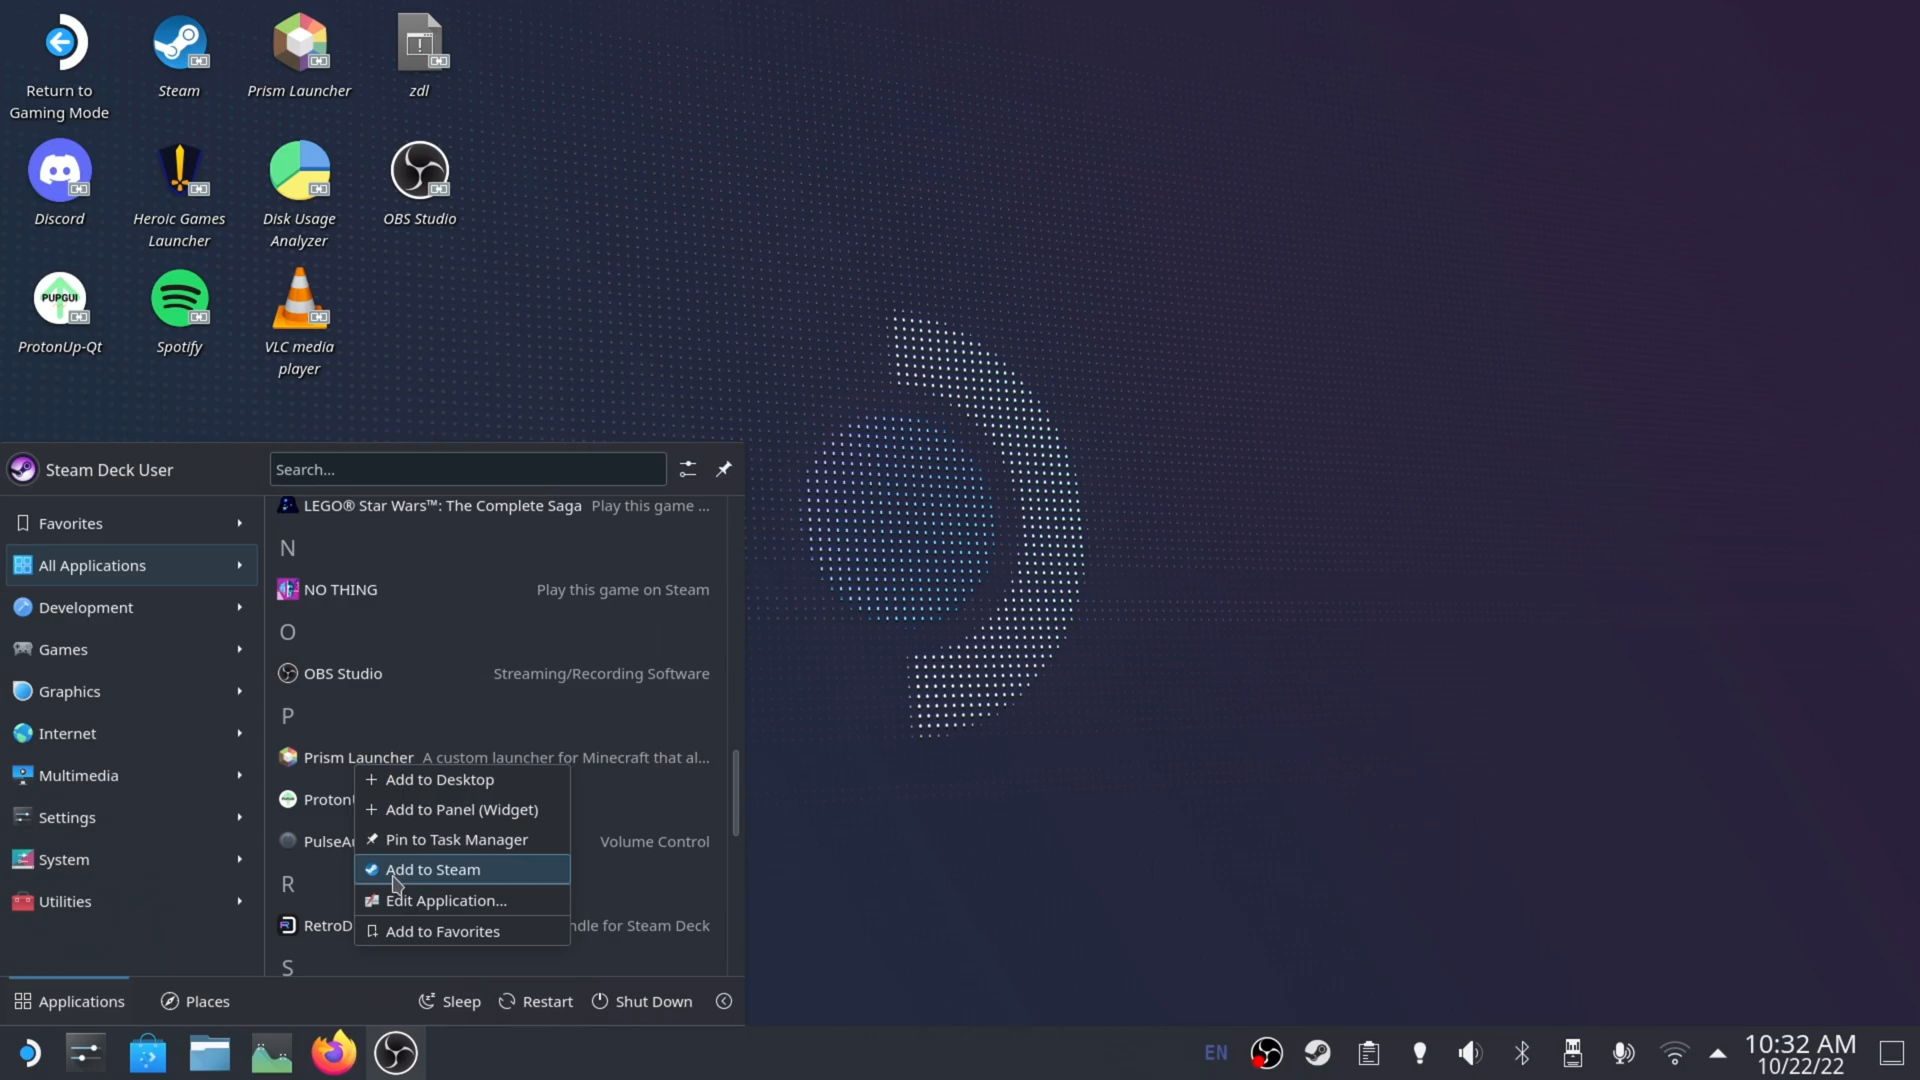 Return to
Gaming Mode
Steam
Prism Launcher
zdl
Discord
Heroic Games
Launcher
Disk Usage
Analyzer
OBS Studio
PUPGUI
ProtonUp-Qt
Spotify
VLC media
player
Steam Deck User
Search...
Favorites
All Applications
Development
Games
Graphics
Internet
Multimedia
Settings
System
Utilities
LEGO® Star Wars™: The Complete Saga Play this game ...
N
NO THING Play this game on Steam
O
OBS Studio Streaming/Recording Software
P
Prism Launcher A custom launcher for Minecraft that al...
Proton
PulseAu Volume Control
R
RetroD ndle for Steam Deck
S
Add to Desktop
Add to Panel (Widget)
Pin to Task Manager
Add to Steam
Edit Application...
Add to Favorites
Applications
Places
Sleep
Restart
Shut Down
EN
10:32 AM
10/22/22